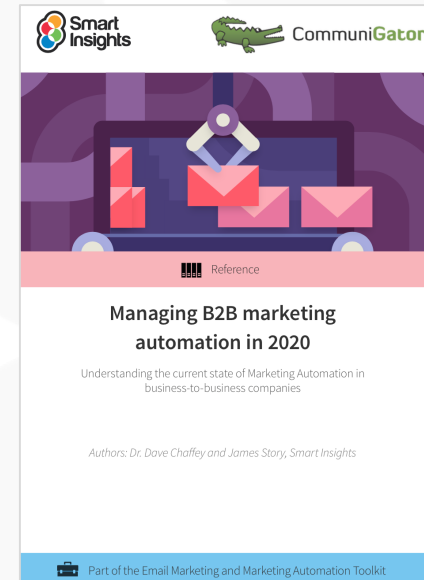 Smart
Insights
CommuniGator
Reference
Managing B2B marketing
automation in 2020
Understanding the current state of Marketing Automation in
business-to-business companies
Authors: Dr. Dave Chaffey and James Story, Smart Insights
Part of the Email Marketing and Marketing Automation Toolkit